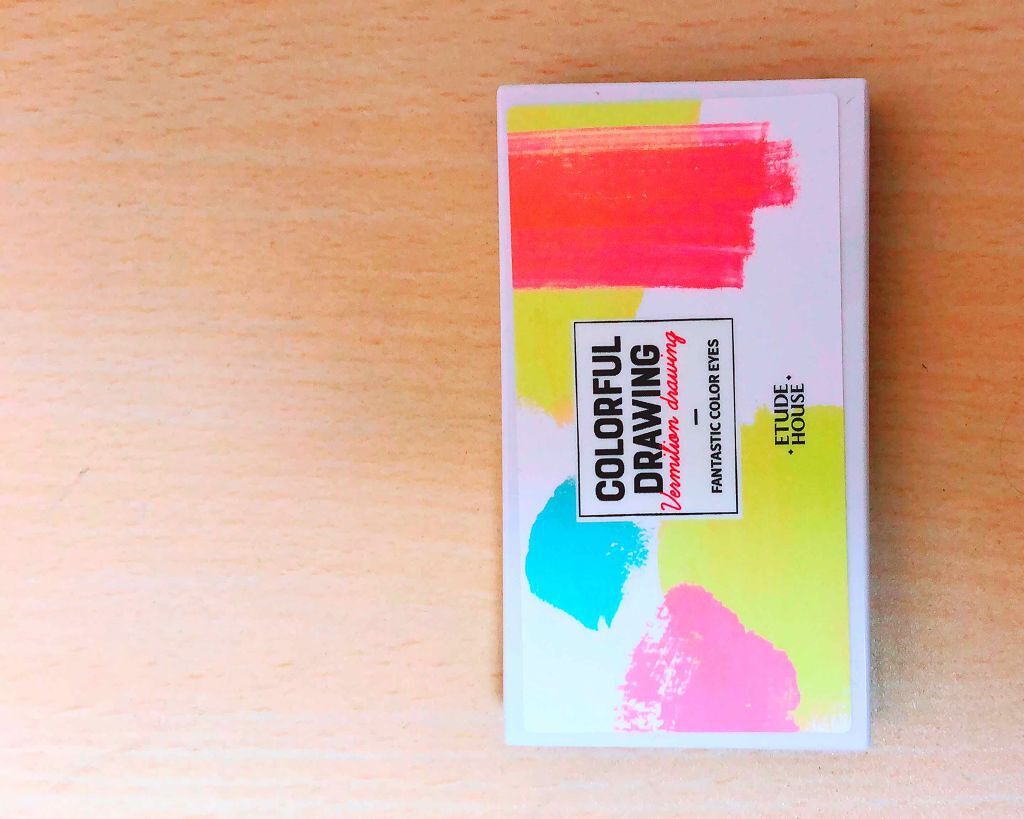 COLORFUL
DRAWING
Vermilion drawing
FANTASTIC COLOR EYES
ETUDE
HOUSE